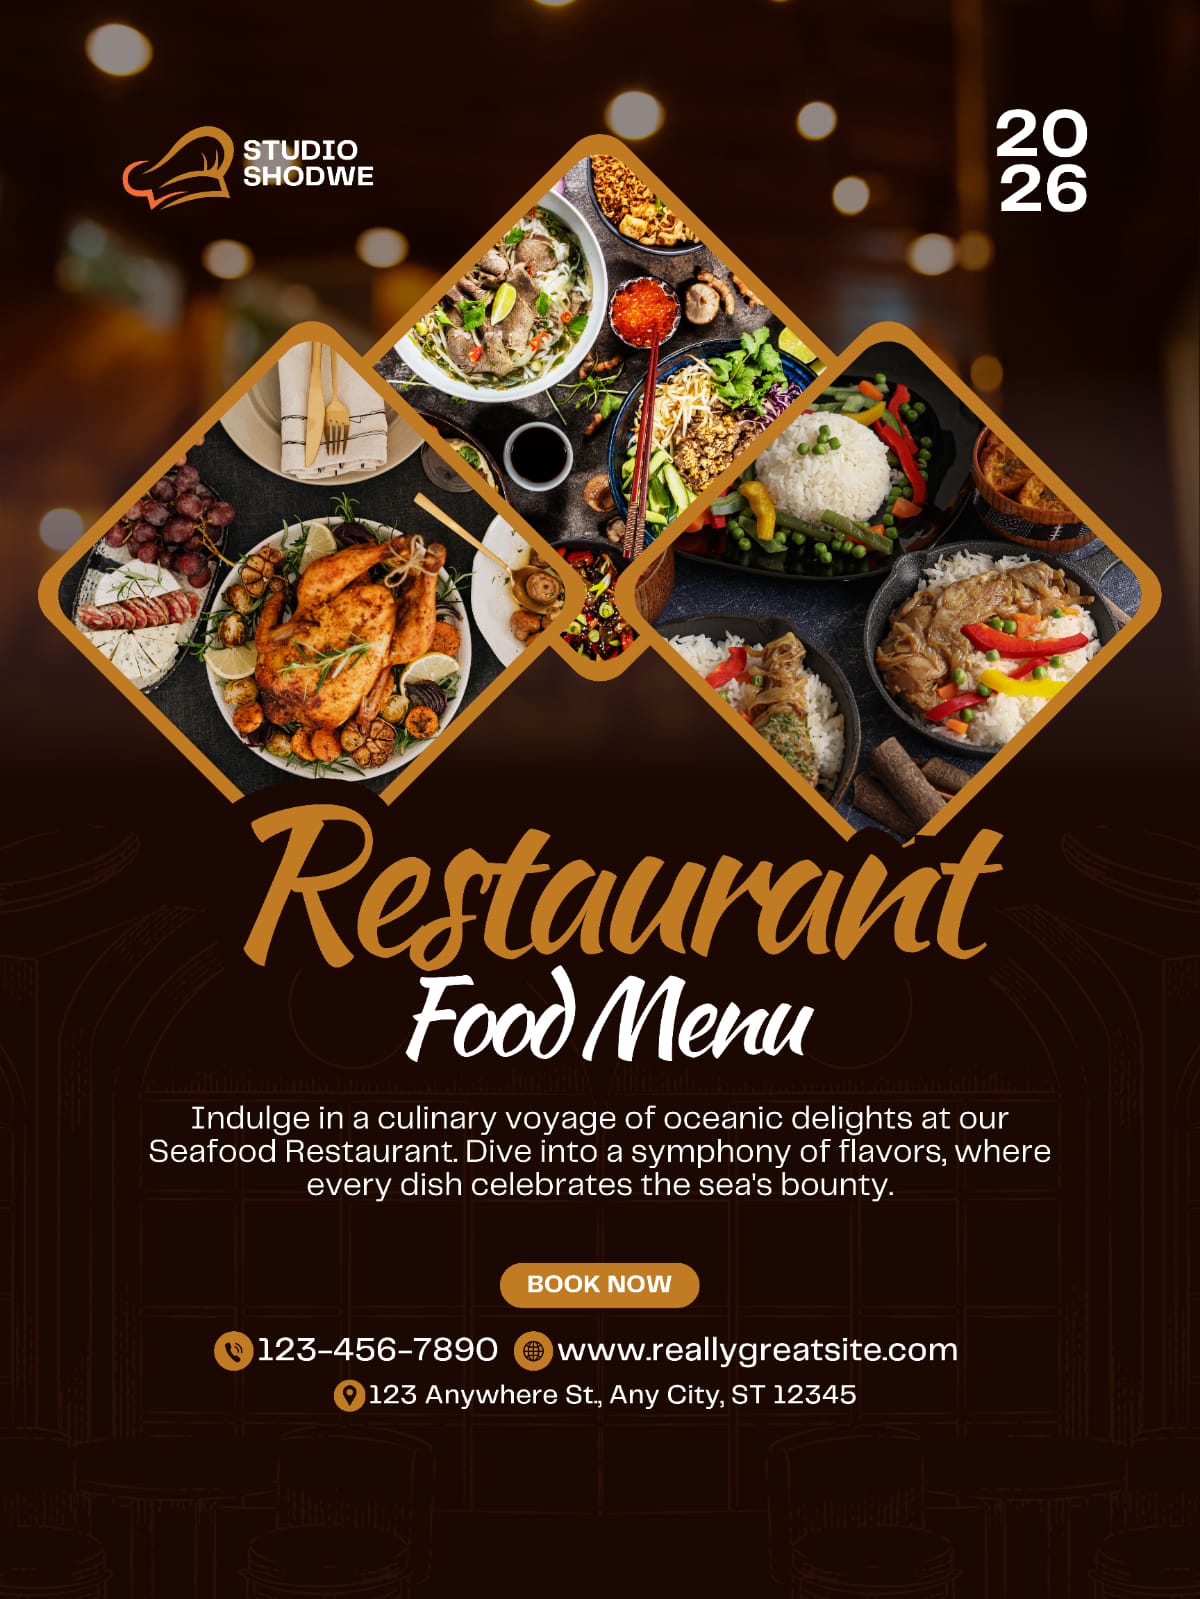 STUDIO
SHODWE
20
26
Restaurant
Food Menu
Indulge in a culinary voyage of oceanic delights at our
Seafood Restaurant. Dive into a symphony of flavors, where
every dish celebrates the sea's bounty.
BOOK NOW
123-456-7890 www.reallygreatsite.com
123 Anywhere St., Any City, ST 12345